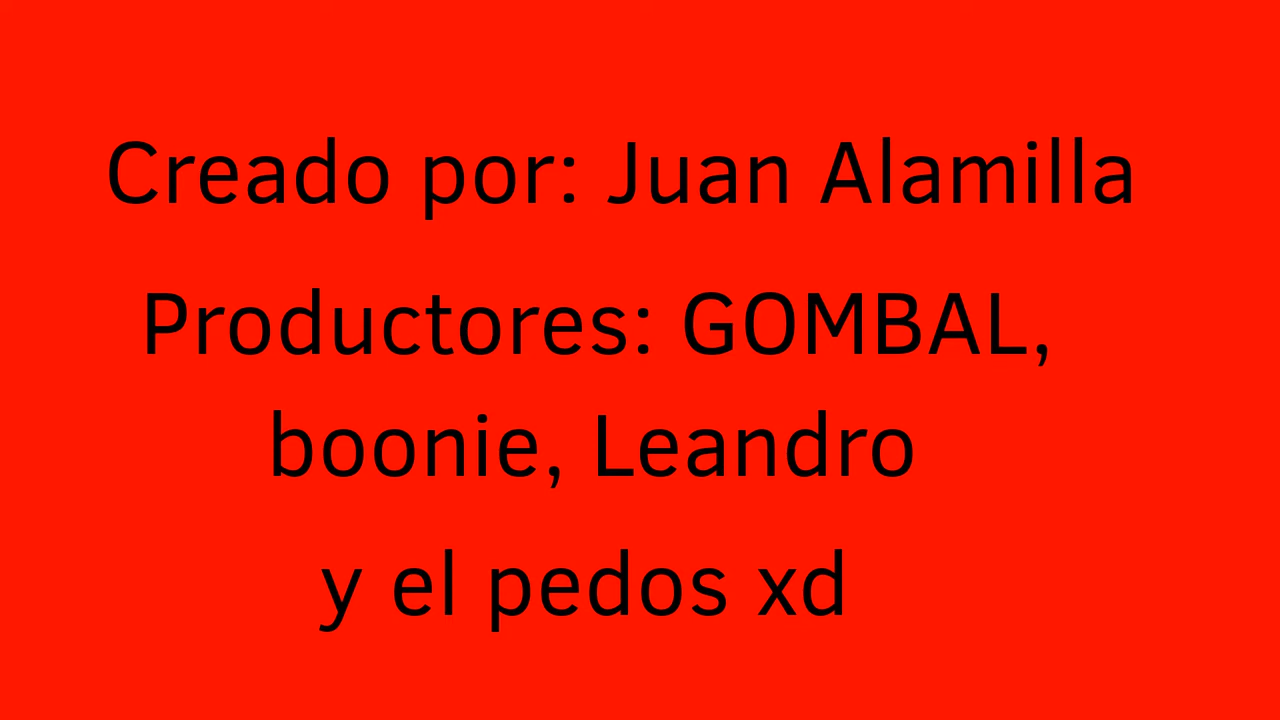 Creado por: Juan Alamilla
Productores: GOMBAL,
boonie, Leandro
y el pedos xd